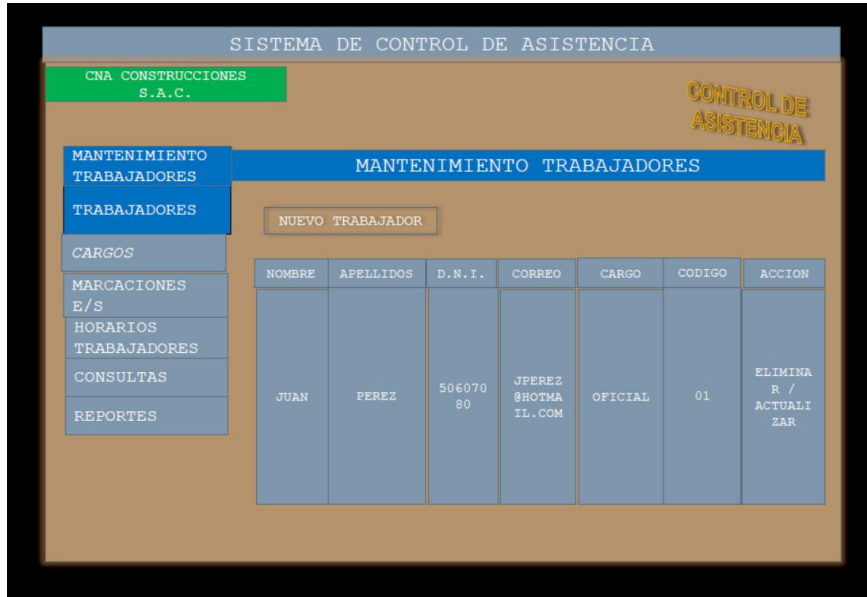 SISTEMA DE CONTROL DE ASISTENCIA
CNA CONSTRUCCIONES
S.A.C.
CONTROL DE
ASISTENCIA
MANTENIMIENTO
TRABAJADORES
MANTENIMIENTO TRABAJADORES
TRABAJADORES
NUEVO TRABAJADOR
CARGOS
MARCACIONES
E/S
HORARIOS
TRABAJADORES
CONSULTAS
REPORTES
NOMBRE APELLIDOS D.N.I. CORREO CARGO CODIGO ACCION
JUAN
PEREZ
506070
80
JPEREZ
@HOTMA
IL.COM
OFICIAL
01
ELIMINA
R /
ACTUALI
ZAR